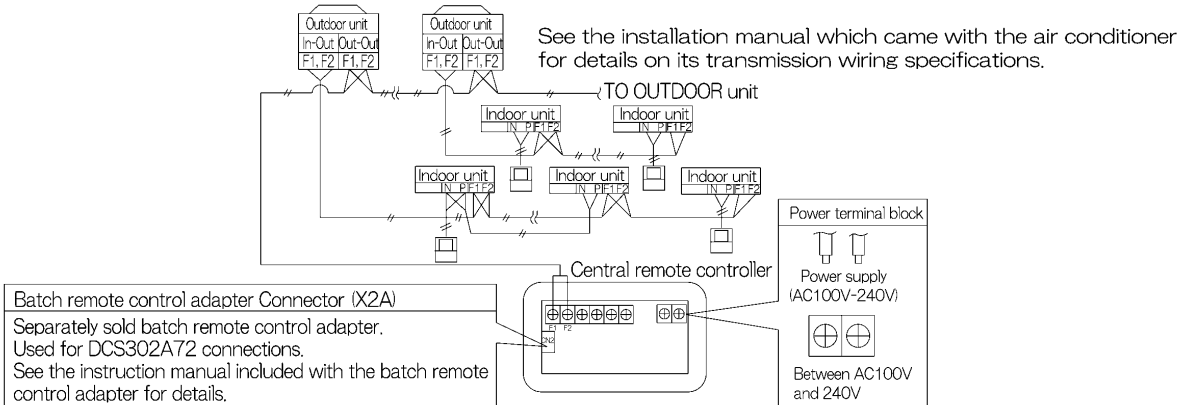 Outdoor unit
In-Out Out-Out
F1, F2 F1, F2
Outdoor unit
In-Out Out-Out
F1, F2 F1, F2
See the installation manual which came with the air conditioner
for details on its transmission wiring specifications.
TO OUTDOOR unit
Indoor unit
IN P F1 F2
Indoor unit
IN P F1 F2
Indoor unit
IN P F1 F2
Indoor unit
IN P F1 F2
Indoor unit
IN P F1 F2
Power terminal block
Power supply
(AC100V-240V)
Between AC100V
and 240V
Central remote controller
F1 F2
Batch remote control adapter Connector (X2A)
Separately sold batch remote control adapter.
Used for DCS302A72 connections.
See the instruction manual included with the batch remote
control adapter for details.